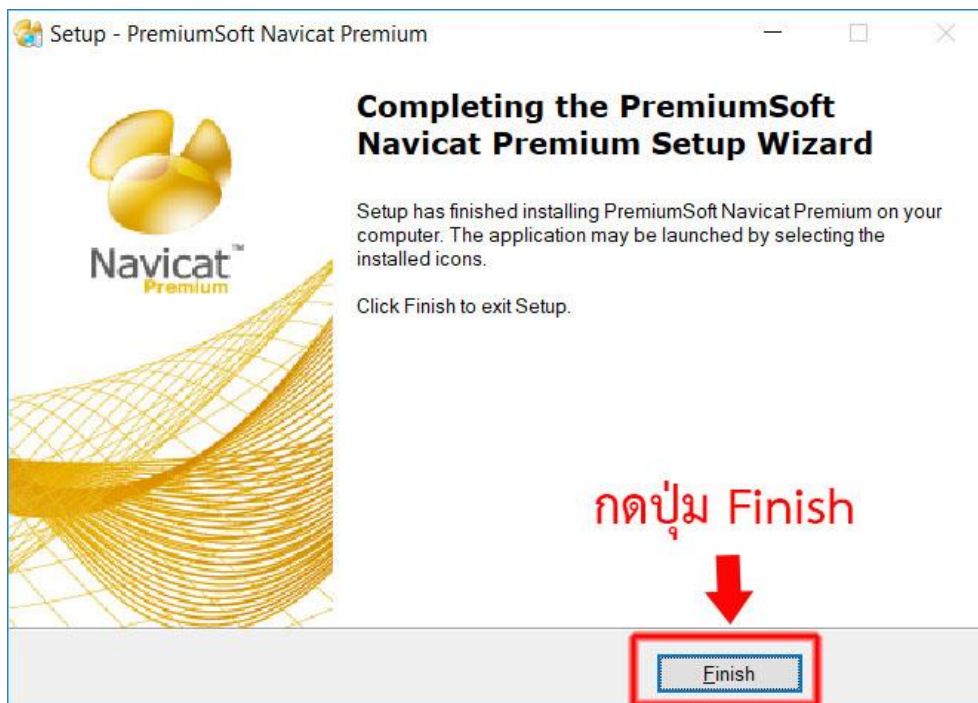 Setup - PremiumSoft Navicat Premium
Completing the PremiumSoft
Navicat Premium Setup Wizard
Setup has finished installing PremiumSoft Navicat Premium on your
computer. The application may be launched by selecting the
installed icons.
Click Finish to exit Setup.
Navicat™
Premium
กดปุ่ม Finish
Finish